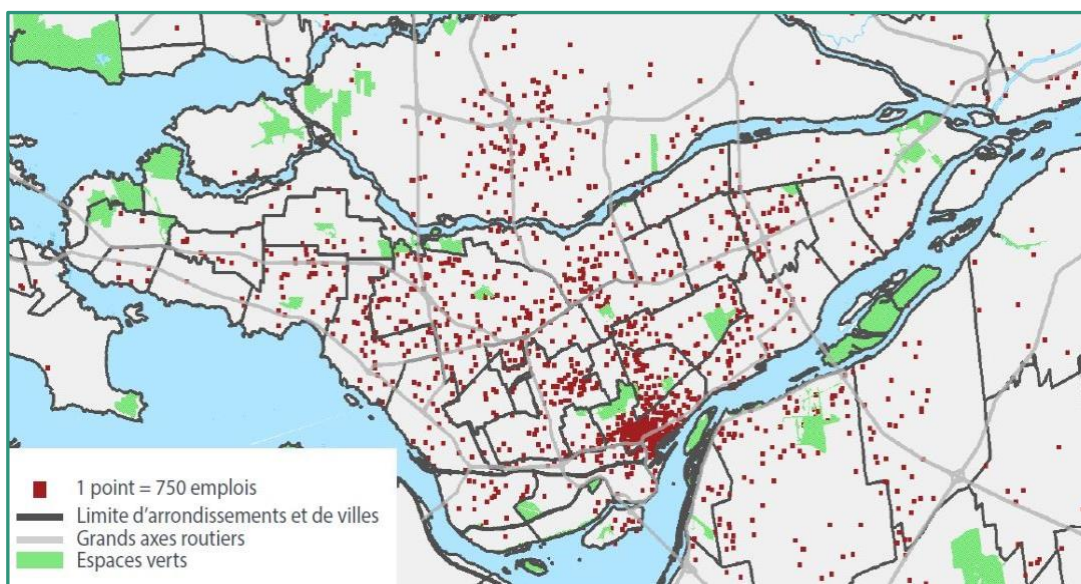 1 point = 750 emplois
Limite d'arrondissements et de villes
Grands axes routiers
Espaces verts